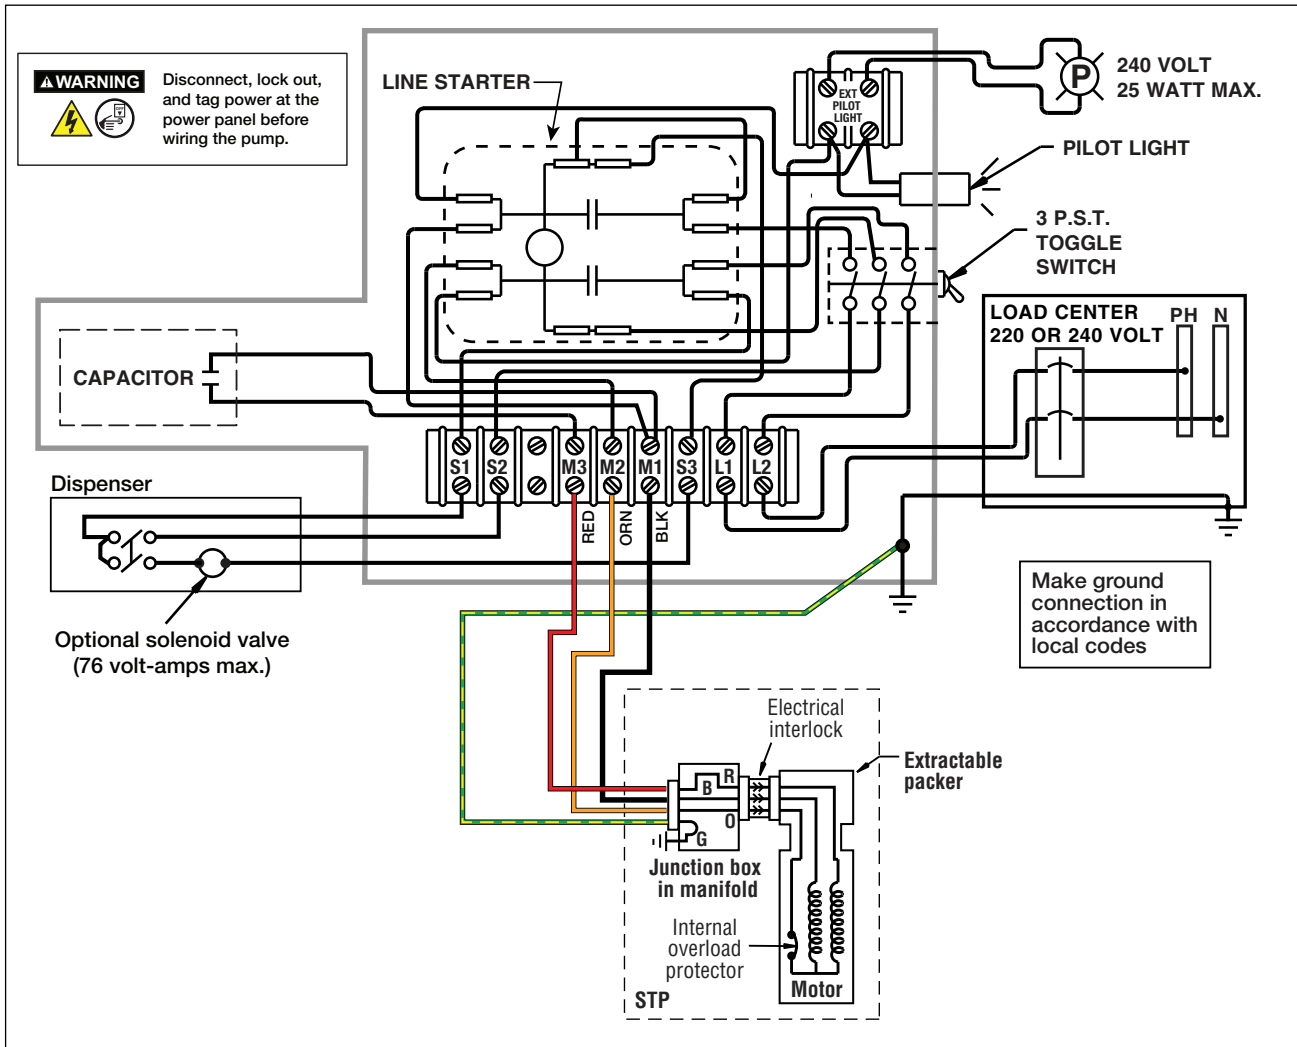 WARNING
Disconnect, lock out,
and tag power at the
power panel before
wiring the pump.
OFF
LINE STARTER
EXT
PILOT
LIGHT
P
240 VOLT
25 WATT MAX.
PILOT LIGHT
3 P.S.T.
TOGGLE
SWITCH
LOAD CENTER
220 OR 240 VOLT
PH N
CAPACITOR
S1 S2 M3 M2 M1 S3 L1 L2
RED
ORN
BLK
Dispenser
Optional solenoid valve
(76 volt-amps max.)
Make ground
connection in
accordance with
local codes
Electrical
interlock
Extractable
packer
R
B
O
G
Junction box
in manifold
Internal
overload
protector
Motor
STP